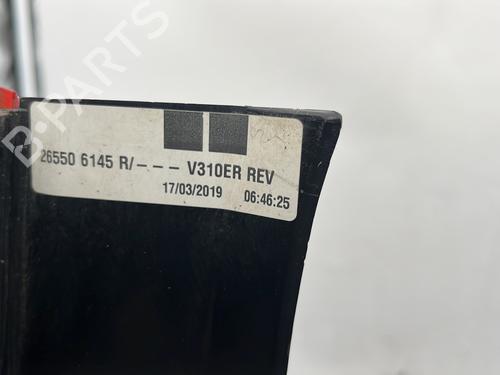 B-PARTS
26550 6145 R/- - - V310ER REV
17/03/2019 06:46:25